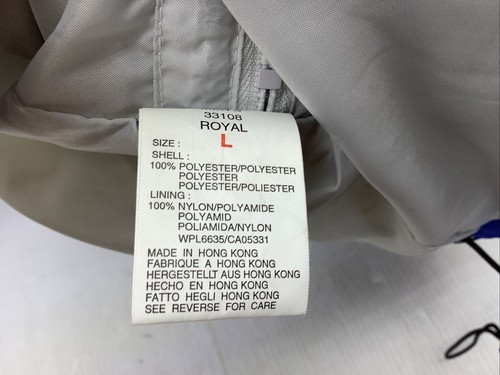 33108
ROYAL
SIZE : L
SHELL :
100% POLYESTER/POLYESTER
POLYESTER
POLYESTER/POLIESTER
LINING :
100% NYLON/POLYAMIDE
POLYAMID
POLIAMIDA/NYLON
WPL6635/CA05331
MADE IN HONG KONG
FABRIQUE A HONG KONG
HERGESTELLT AUS HONG KONG
HECHO EN HONG KONG
FATTO HEGLI HONG KONG
SEE REVERSE FOR CARE